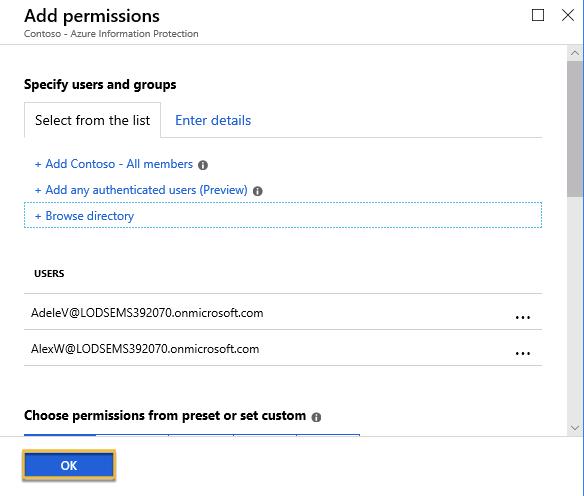 Add permissions
Contoso - Azure Information Protection
Specify users and groups
Select from the list
Enter details
+ Add Contoso - All members
+ Add any authenticated users (Preview)
+ Browse directory
USERS
AdeleV@LODSEMS392070.onmicrosoft.com
...
AlexW@LODSEMS392070.onmicrosoft.com
...
Choose permissions from preset or set custom
OK